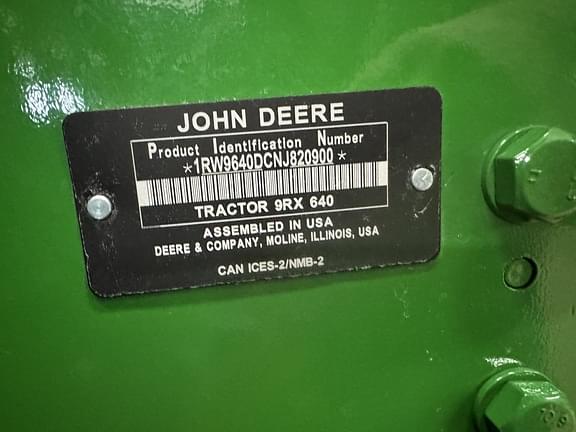 JOHN DEERE
Product Identification Number
*1RW9640DCNJ820900*
TRACTOR 9RX 640
ASSEMBLED IN USA
DEERE & COMPANY, MOLINE, ILLINOIS, USA
CAN ICES-2/NMB-2